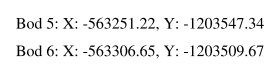 Bod 5: X: -563251.22, Y: -1203547.34
Bod 6: X: -563306.65, Y: -1203509.67